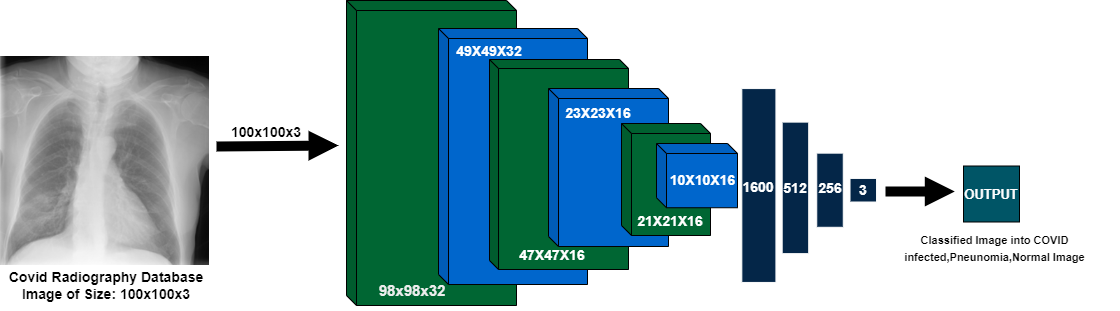 Covid Radiography Database
Image of Size: 100x100x3
100x100x3
98x98x32
49X49X32
47X47X16
23X23X16
21X21X16
10X10X16
1600
512
256
3
OUTPUT
Classified Image into COVID
infected,Pneunomia,Normal Image